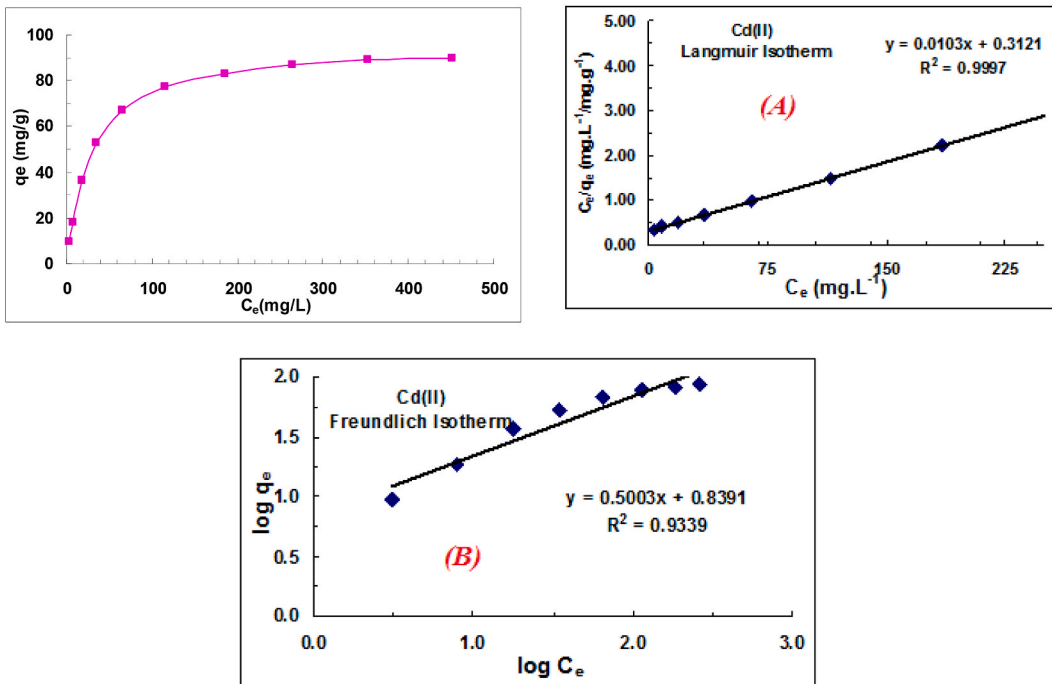 100
80
60
40
20
0
qe (mg/g)
0
100
200
300
400
500
Ce(mg/L)
5.00
4.00
3.00
2.00
1.00
0.00
Ce/qe (mg.L-1/mg.g-1)
Cd(II)
Langmuir Isotherm
y = 0.0103x + 0.3121
R2 = 0.9997
(A)
0
75
150
225
Ce (mg.L-1)
2.0
1.5
1.0
0.5
0.0
log qe
Cd(II)
Freundlich Isotherm
y = 0.5003x + 0.8391
R2 = 0.9339
(B)
0.0
1.0
2.0
3.0
log Ce